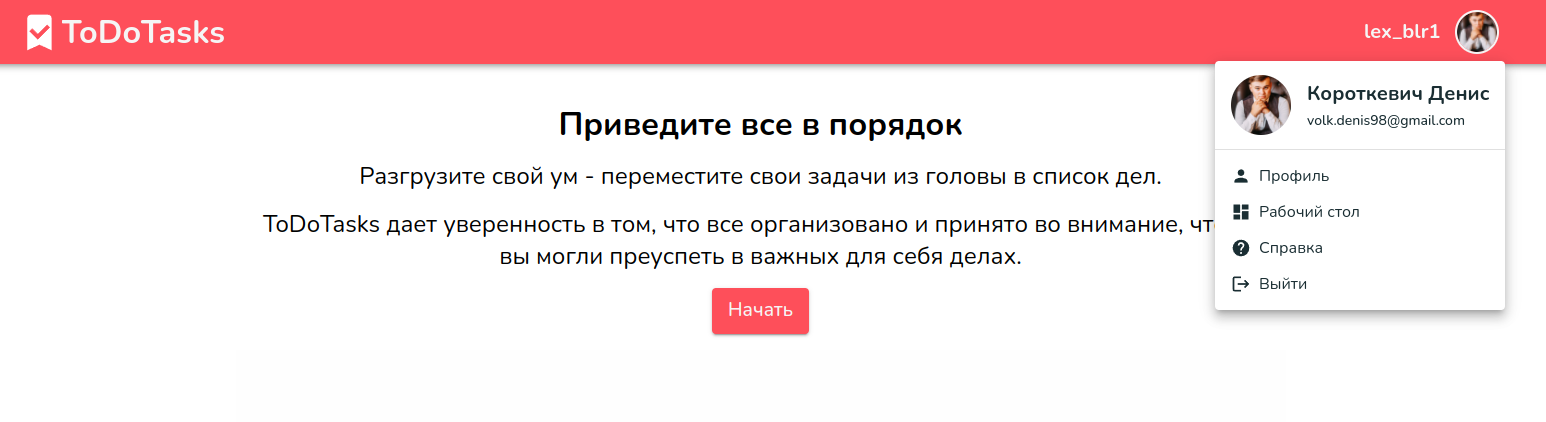 ToDoTasks
lex_blr1
Короткевич Денис
volk.denis98@gmail.com
Профиль
Рабочий стол
Справка
Выйти
Приведите все в порядок
Разгрузите свой ум - переместите свои задачи из головы в список дел.
ToDoTasks дает уверенность в том, что все организовано и принято во внимание,
вы могли преуспеть в важных для себя делах.
Начать